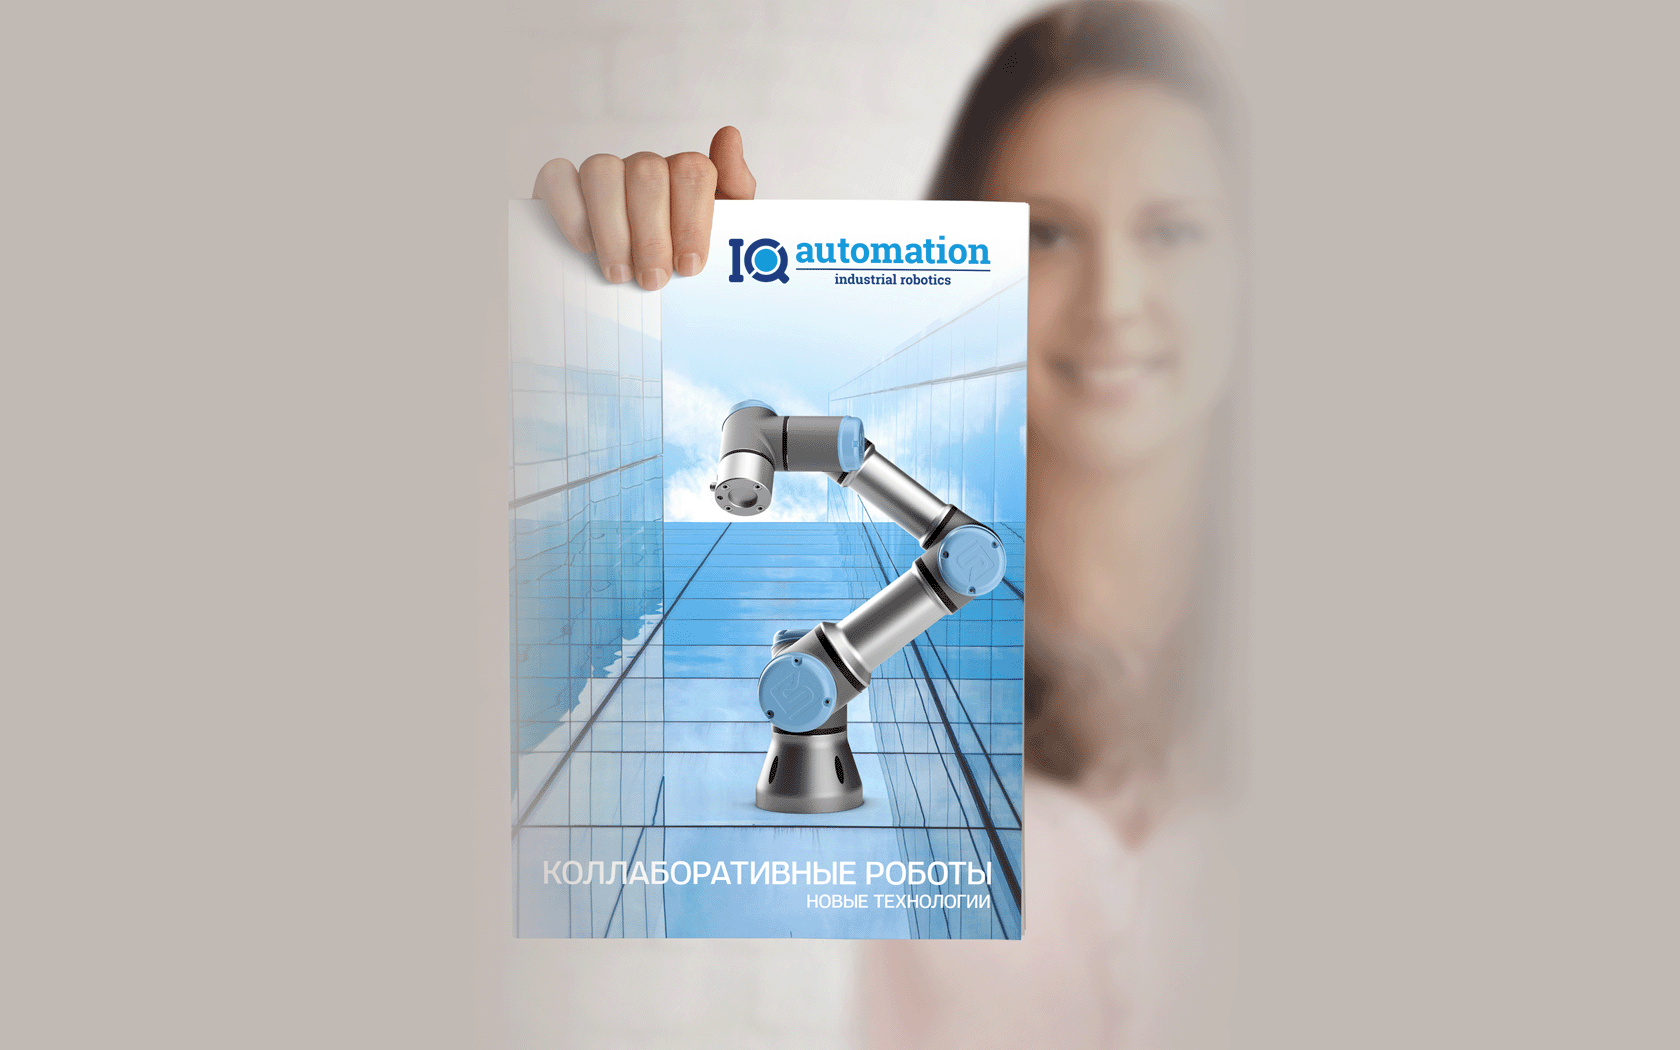 IQ automation
industrial robotics
КОЛЛАБОРАТИВНЫЕ РОБОТЫ
НОВЫЕ ТЕХНОЛОГИИ